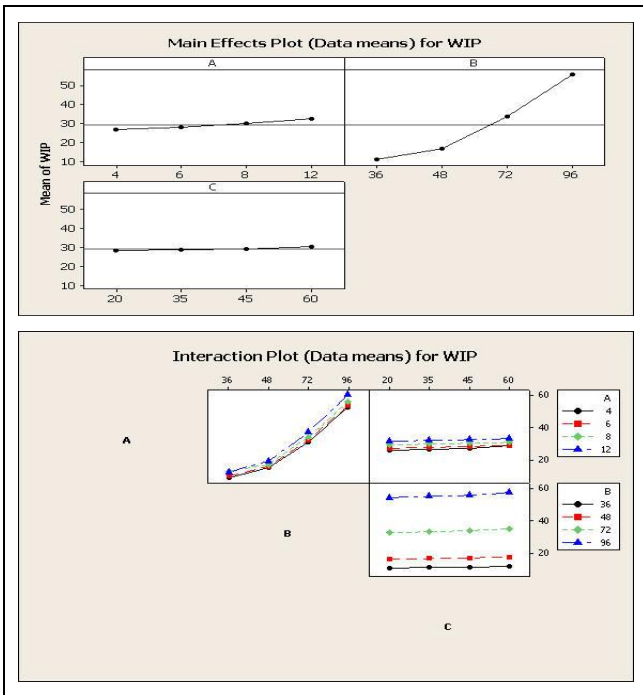 Main Effects Plot (Data means) for WIP
A B
Mean of WIP
50
40
30
20
10
4 6 8 12 36 48 72 96
C
50
40
30
20
10
20 35 45 60
Interaction Plot (Data means) for WIP
36 48 72 96 20 35 45 60
A
60
40
20
A
4
6
8
12
B
60
40
20
B
36
48
72
96
C